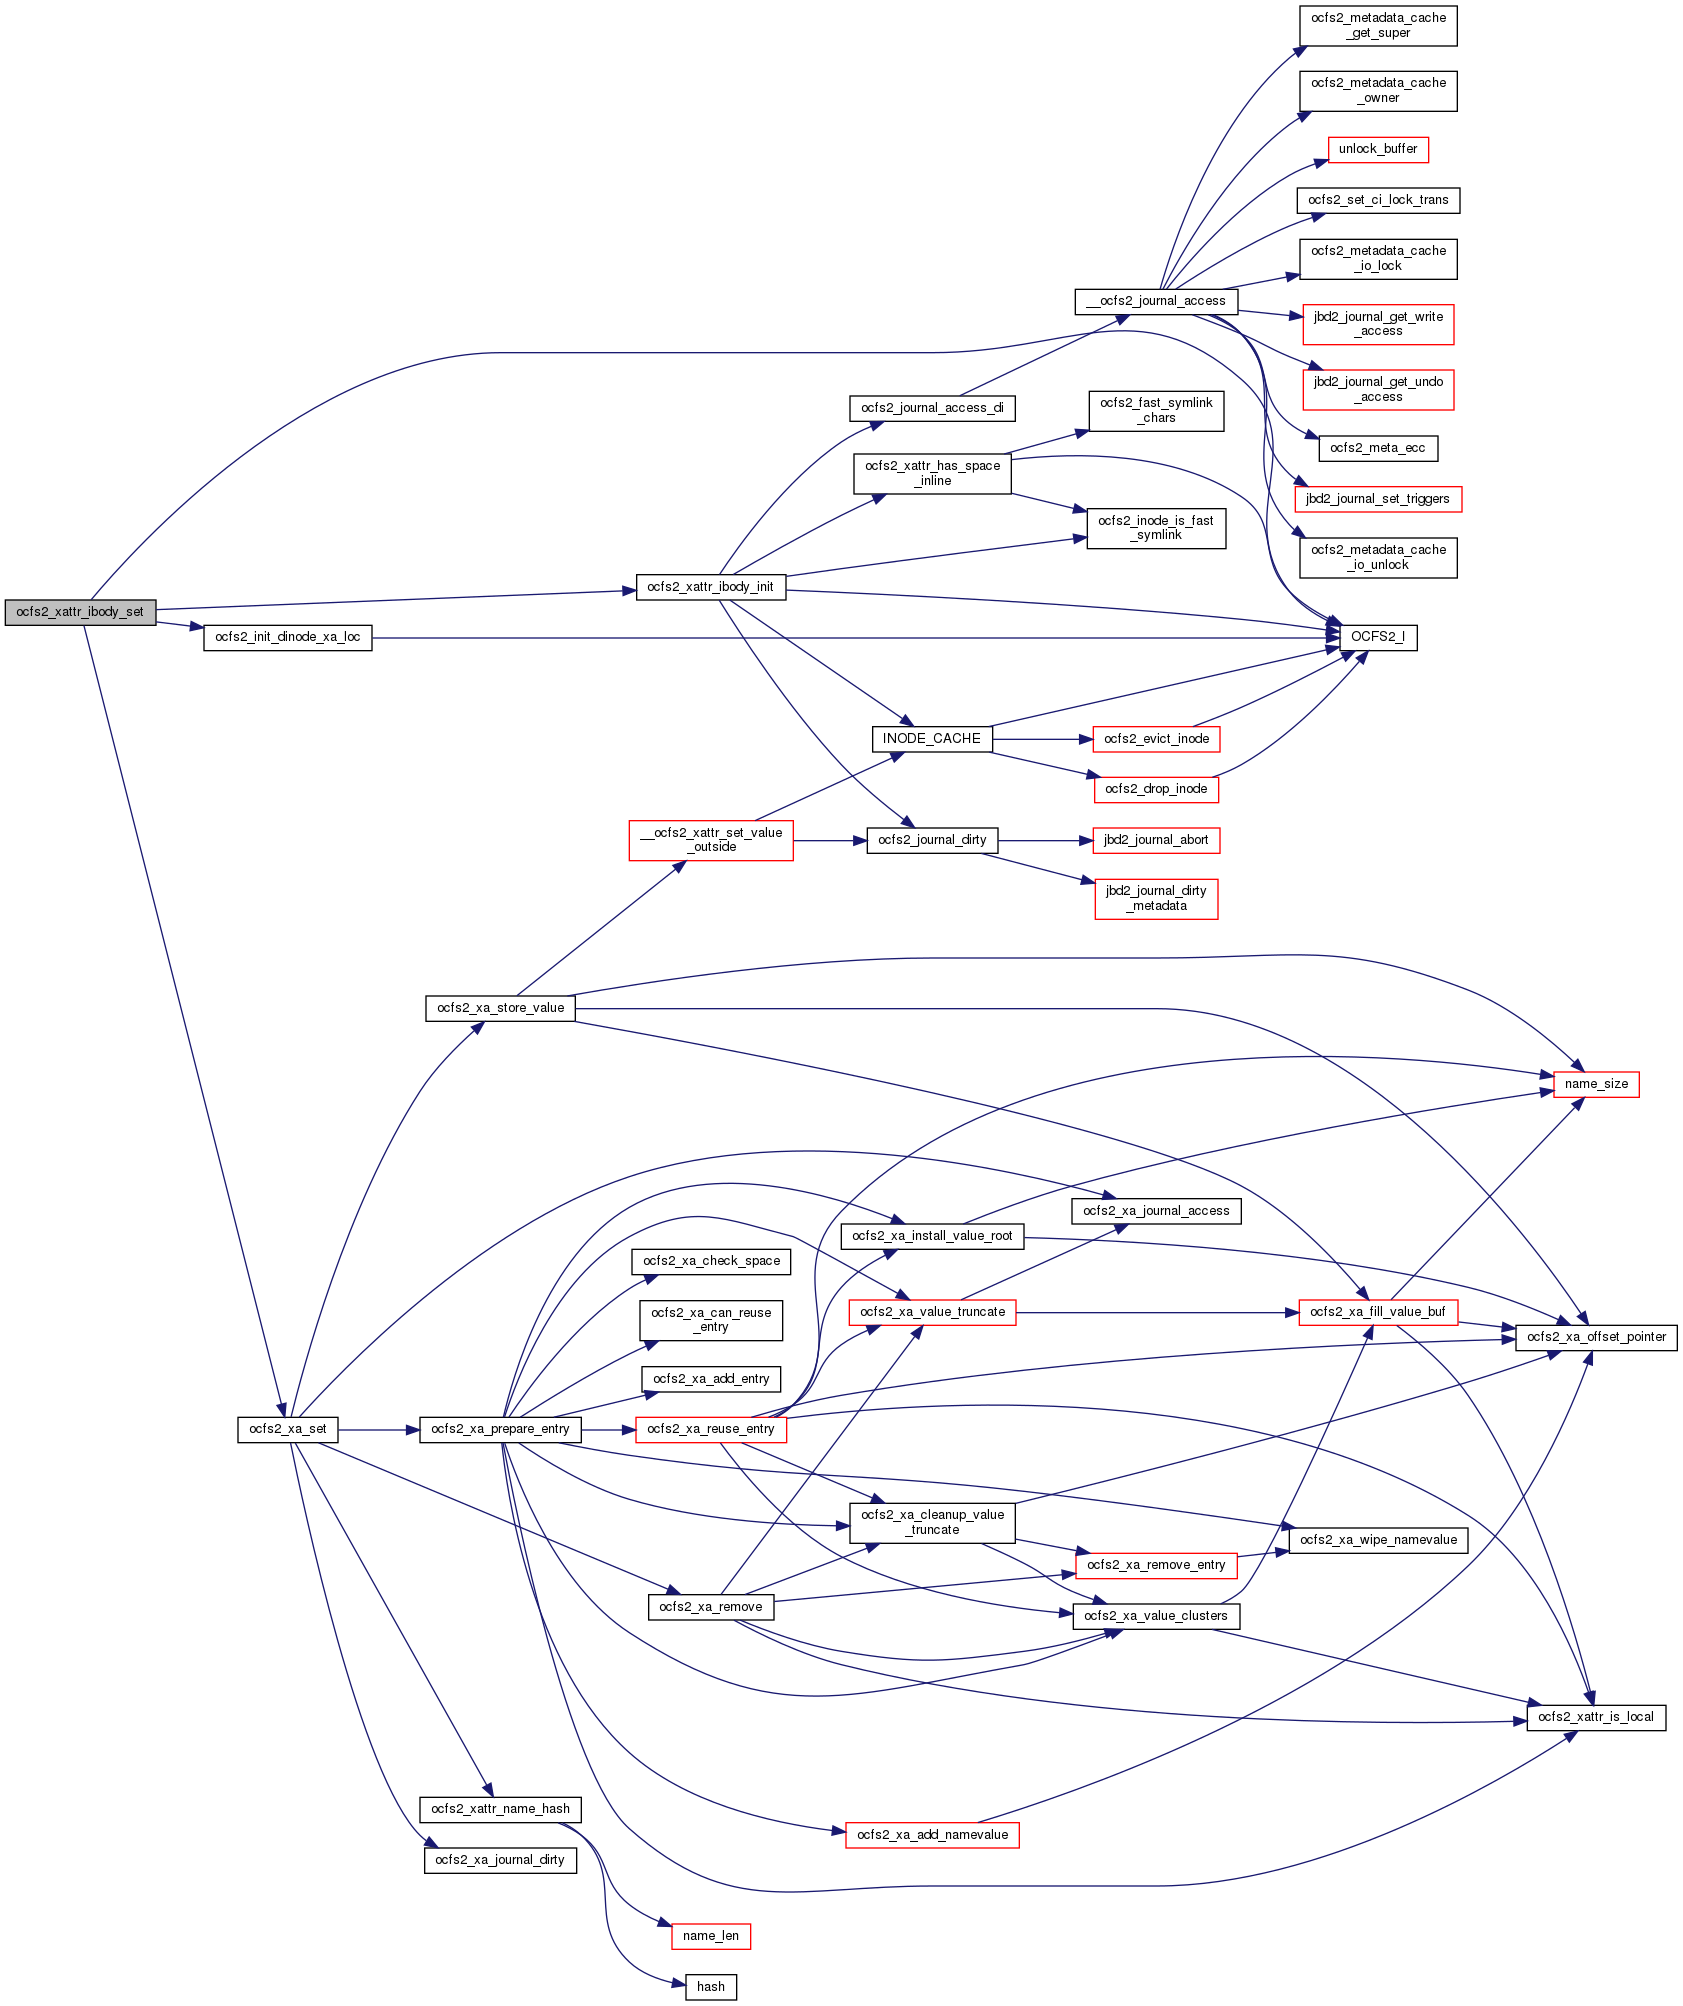 ocfs2_metadata_cache
_get_super
ocfs2_metadata_cache
_owner
unlock_buffer
ocfs2_set_ci_lock_trans
ocfs2_metadata_cache
_io_lock
__ocfs2_journal_access
jbd2_journal_get_write
_access
jbd2_journal_get_undo
_access
ocfs2_journal_access_di
ocfs2_fast_symlink
_chars
ocfs2_meta_ecc
ocfs2_xattr_has_space
_inline
jbd2_journal_set_triggers
ocfs2_inode_is_fast
_symlink
ocfs2_metadata_cache
_io_unlock
ocfs2_xattr_ibody_init
ocfs2_xattr_ibody_set
ocfs2_init_dinode_xa_loc
OCFS2_I
INODE_CACHE
ocfs2_evict_inode
ocfs2_drop_inode
__ocfs2_xattr_set_value
_outside
ocfs2_journal_dirty
jbd2_journal_abort
jbd2_journal_dirty
_metadata
ocfs2_xa_store_value
name_size
ocfs2_xa_journal_access
ocfs2_xa_install_value_root
ocfs2_xa_check_space
ocfs2_xa_value_truncate
ocfs2_xa_fill_value_buf
ocfs2_xa_can_reuse
_entry
ocfs2_xa_offset_pointer
ocfs2_xa_add_entry
ocfs2_xa_set
ocfs2_xa_prepare_entry
ocfs2_xa_reuse_entry
ocfs2_xa_cleanup_value
_truncate
ocfs2_xa_wipe_namevalue
ocfs2_xa_remove_entry
ocfs2_xa_remove
ocfs2_xa_value_clusters
ocfs2_xattr_is_local
ocfs2_xattr_name_hash
ocfs2_xa_add_namevalue
ocfs2_xa_journal_dirty
name_len
hash